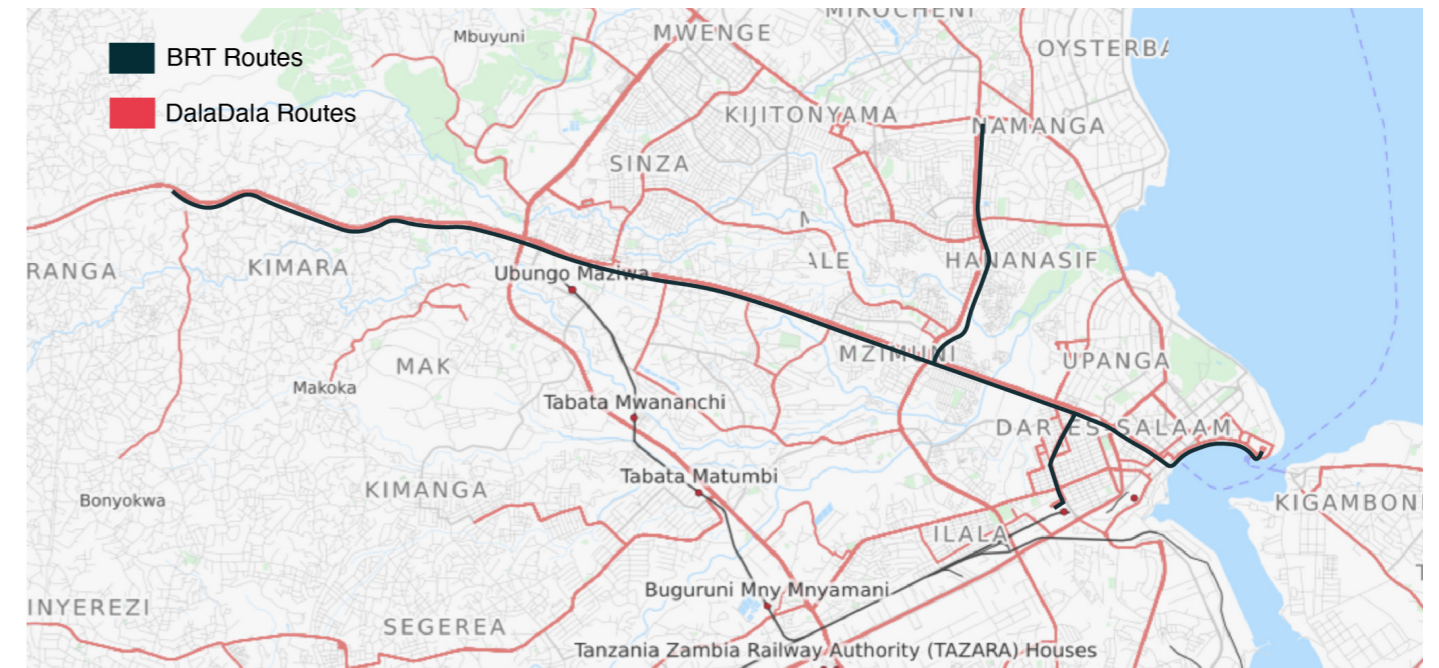 MIKOCHENI
MWENGE
Mbuyuni
OYSTERBA
BRT Routes
DalaDala Routes
KIJITONYAMA
NAMANGA
SINZA
RANGA
KIMARA
Ubungo Maziwa
ALE
HANANASIF
MZIMUNI
UPANGA
MAK
Makoka
Tabata Mwananchi
DAR ES SALAAM
Tabata Matumbi
KIMANGA
Bonyokwa
KIGAMBONI
ILALA
Buguruni Mny Mnyamani
INYEREZI
SEGEREA
Tanzania Zambia Railway Authority (TAZARA) Houses